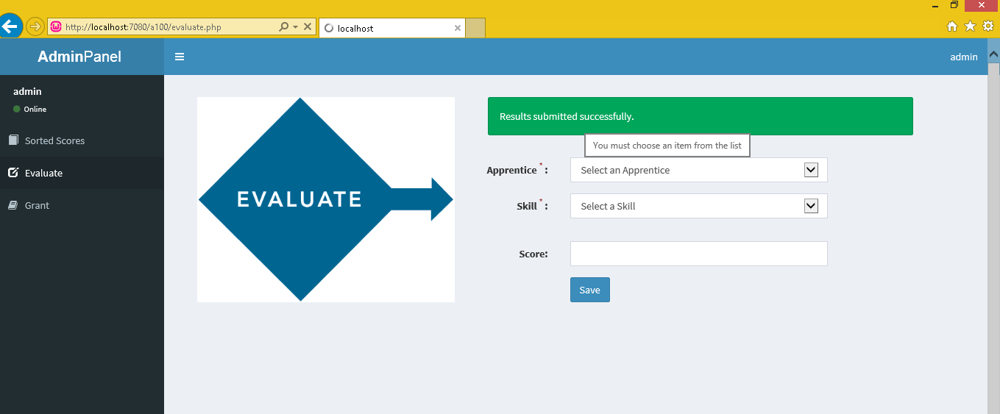 http://localhost:7080/a100/evaluate.php
localhost
AdminPanel
admin
admin
Online
Sorted Scores
Evaluate
Grant
EVALUATE
Results submitted successfully.
You must choose an item from the list
Apprentice * :
Select an Apprentice
Skill * :
Select a Skill
Score:
Save